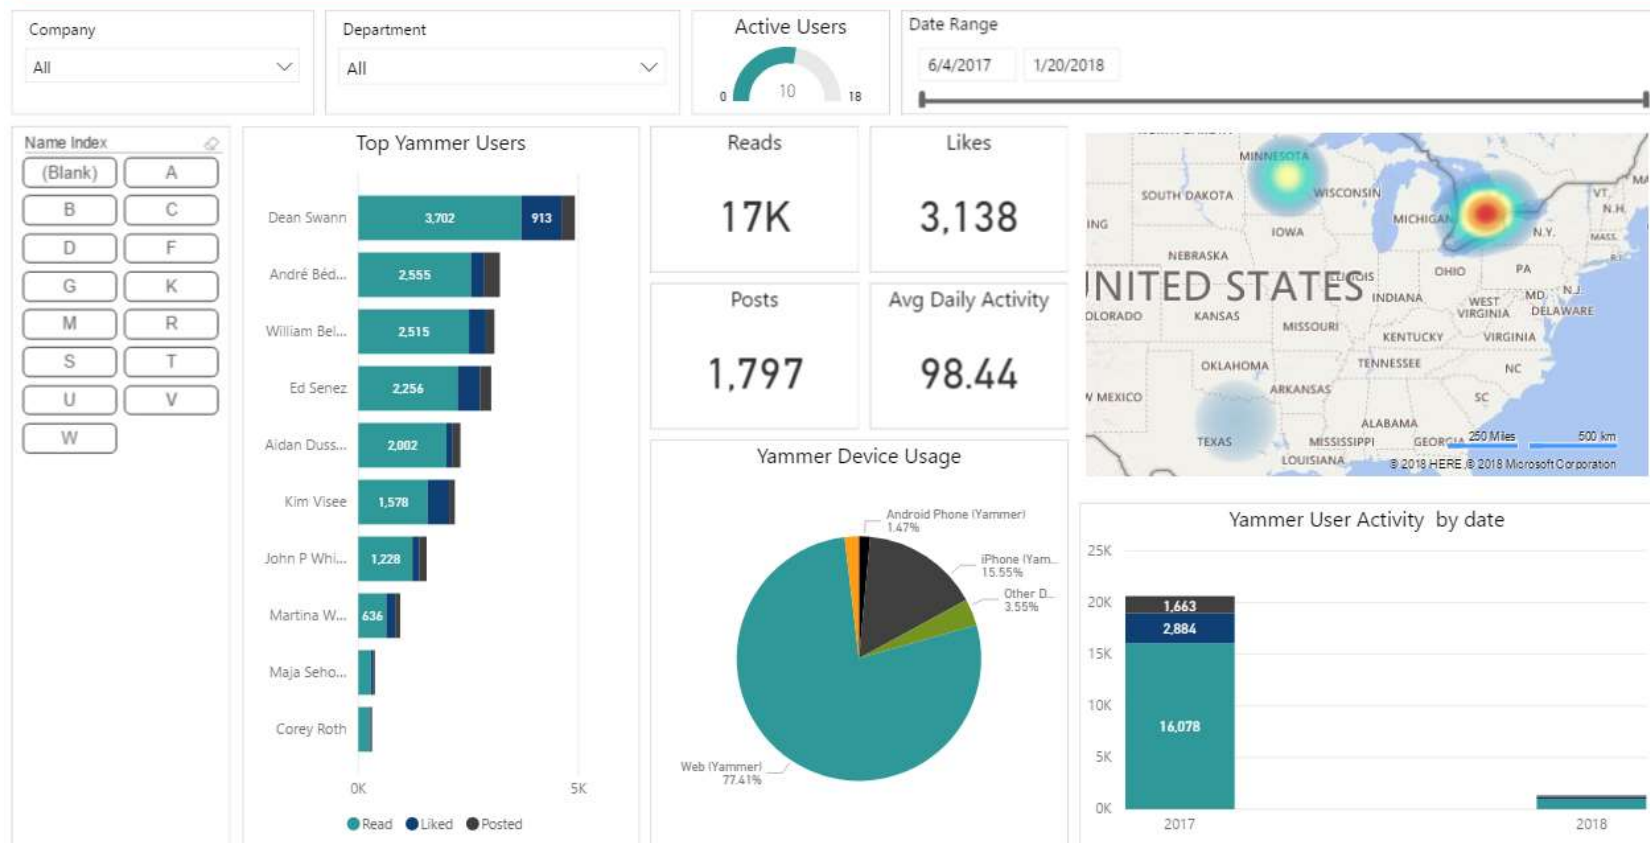 Company
All
Department
All
Active Users
0
10
18
Date Range
6/4/2017
1/20/2018
Name Index
(Blank)
A
B
C
D
F
G
K
M
R
S
T
U
V
W
Top Yammer Users
Dean Swann
3,702
913
André Béd...
2,555
William Bel...
2,515
Ed Senez
2,256
Aidan Duss...
2,002
Kim Visee
1,578
John P Whi...
1,228
Martina W...
636
Maja Seho...
Corey Roth
0K
5K
Read
Liked
Posted
Reads
17K
Likes
3,138
Posts
1,797
Avg Daily Activity
98.44
Yammer Device Usage
Android Phone (Yammer)
1.47%
iPhone (Yam...
15.55%
Other D...
3.55%
Web (Yammer)
77.41%
MINNESOTA
SOUTH DAKOTA
WISCONSIN
VT.
MICHIGAN
N.H.
ING
IOWA
N.Y.
MASS.
NEBRASKA
UNITED STATES
ILLINOIS
OHIO
PA
INDIANA
N.J.
MD.
OLORADO
KANSAS
WEST
VIRGINIA
DELAWARE
MISSOURI
KENTUCKY
VIRGINIA
OKLAHOMA
TENNESSEE
NC
ARKANSAS
W MEXICO
SC
ALABAMA
TEXAS
MISSISSIPPI
GEORGIA
250 Miles
500 km
LOUISIANA
© 2018 HERE, © 2018 Microsoft Corporation
Yammer User Activity by date
25K
20K
15K
10K
5K
0K
1,663
2,884
16,078
2017
2018